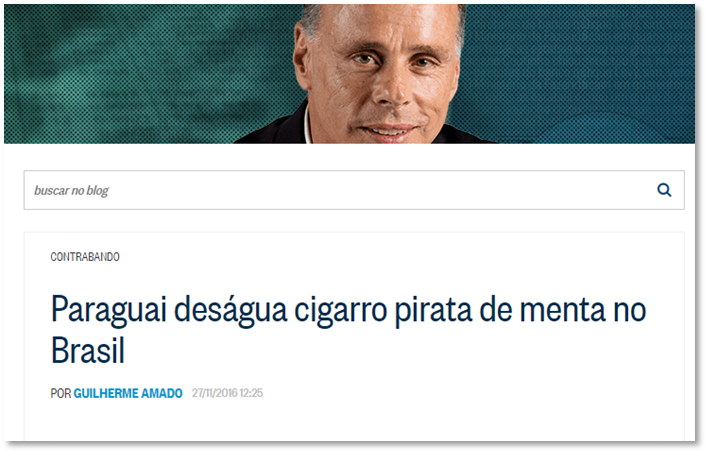 buscar no blog
CONTRABANDO
Paraguai deságua cigarro pirata de menta no
Brasil
POR GUILHERME AMADO 27/11/2016 12:25